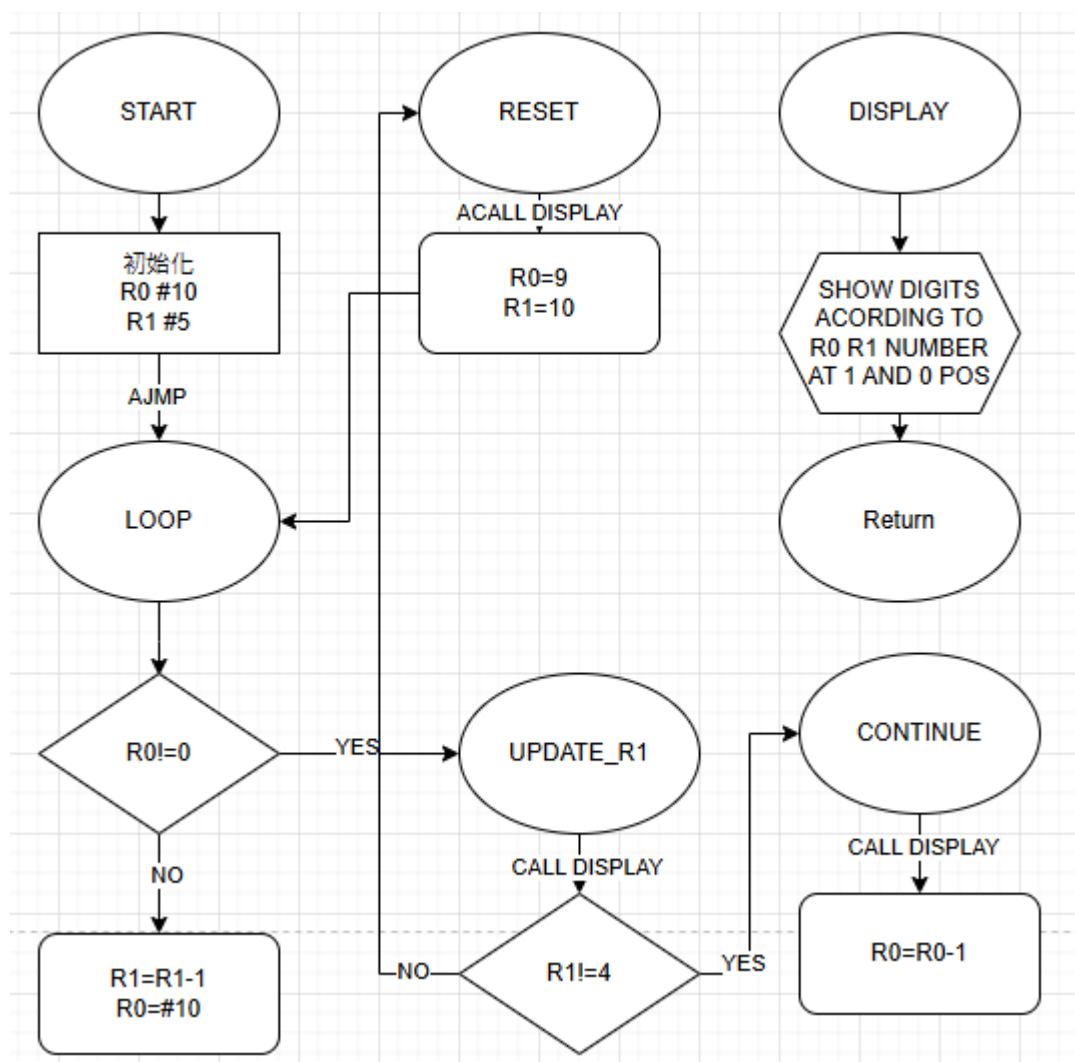 START
初始化
R0 #10
R1 #5
AJMP
LOOP
R0!=0
YES
NO
R1=R1-1
R0=#10
RESET
ACALL DISPLAY
R0=9
R1=10
UPDATE_R1
CALL DISPLAY
R1!=4
NO
YES
DISPLAY
SHOW DIGITS
ACORDING TO
R0 R1 NUMBER
AT 1 AND 0 POS
Return
CONTINUE
CALL DISPLAY
R0=R0-1